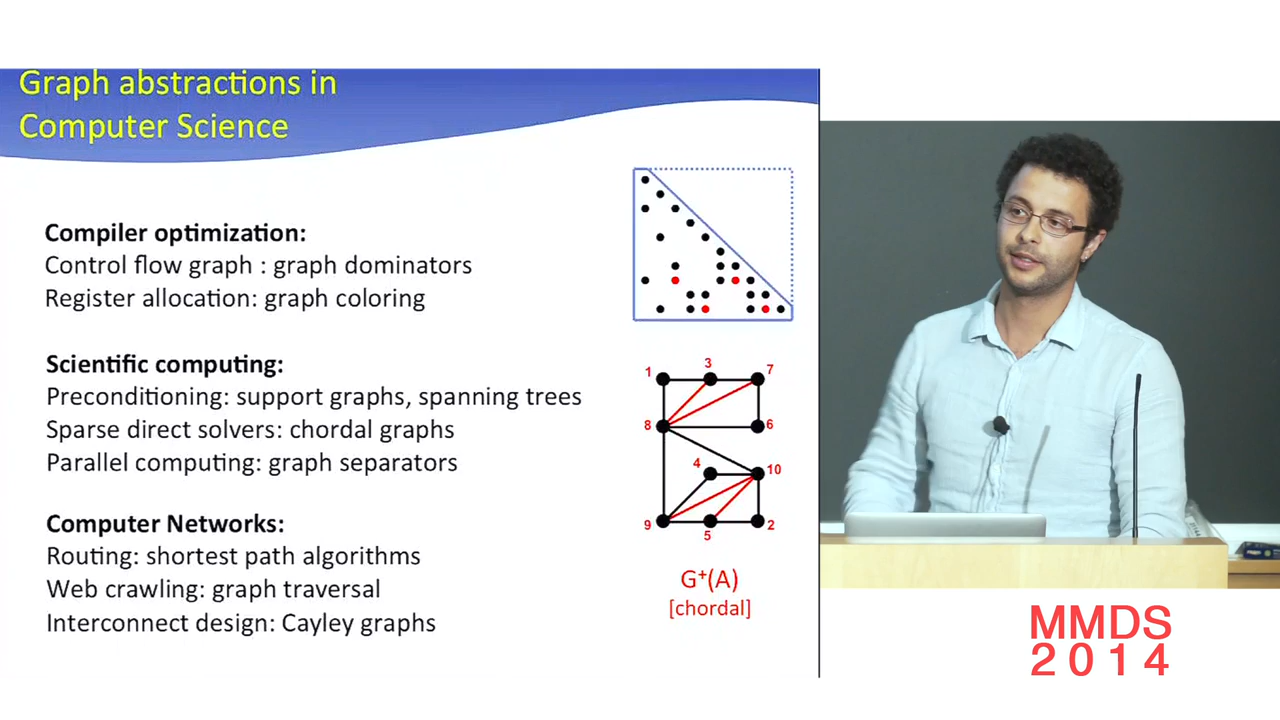 Graph abstractions in
Computer Science
Compiler optimization:
Control flow graph : graph dominators
Register allocation: graph coloring
Scientific computing:
Preconditioning: support graphs, spanning trees
Sparse direct solvers: chordal graphs
Parallel computing: graph separators
Computer Networks:
Routing: shortest path algorithms
Web crawling: graph traversal
Interconnect design: Cayley graphs
1 3 7
8 6
4 10
9 5 2
G⁺(A)
[chordal]
MMDS
2014